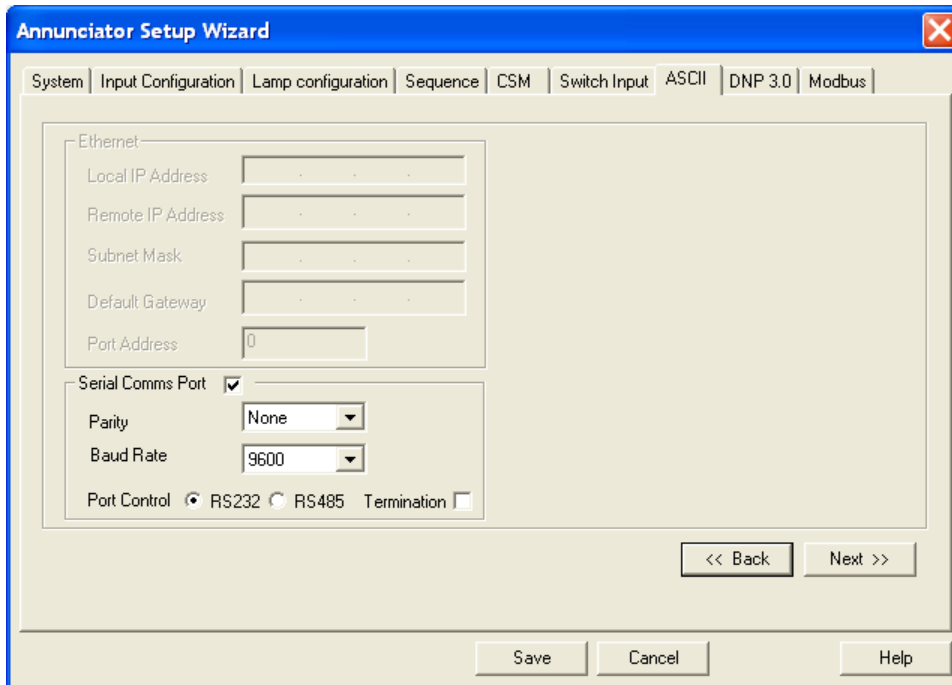 Annunciator Setup Wizard
System Input Configuration Lamp configuration Sequence CSM Switch Input ASCII DNP 3.0 Modbus
Ethernet
Local IP Address . . .
Remote IP Address . . .
Subnet Mask . . .
Default Gateway . . .
Port Address 0
Serial Comms Port
Parity None
Baud Rate 9600
Port Control RS232 RS485 Termination
<< Back Next >>
Save Cancel Help